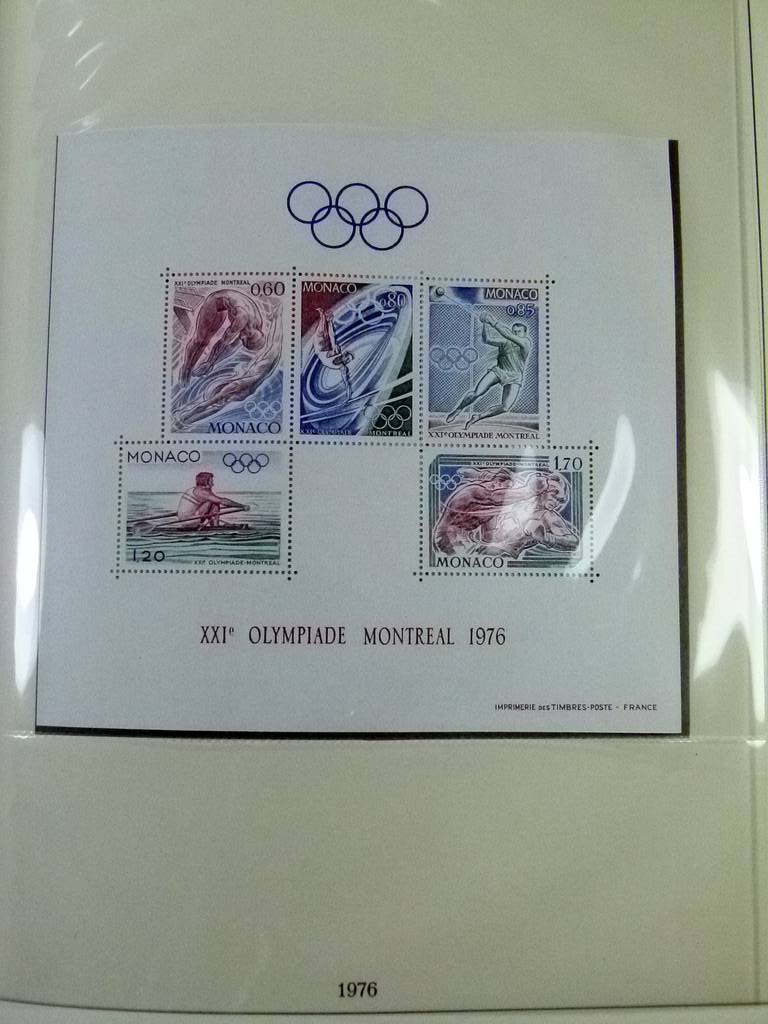 XXIe OLYMPIADE MONTREAL
0,60
MONACO
MONACO
0,80
XXIe OLYMPIADE MONTREAL
MONACO
0,85
XXIe OLYMPIADE MONTREAL
MONACO
1,20
XXIe OLYMPIADE-MONTREAL
XXIe OLYMPIADE-MONTREAL
1,70
MONACO
XXIe OLYMPIADE MONTREAL 1976
IMPRIMERIE DES TIMBRES-POSTE - FRANCE
1976